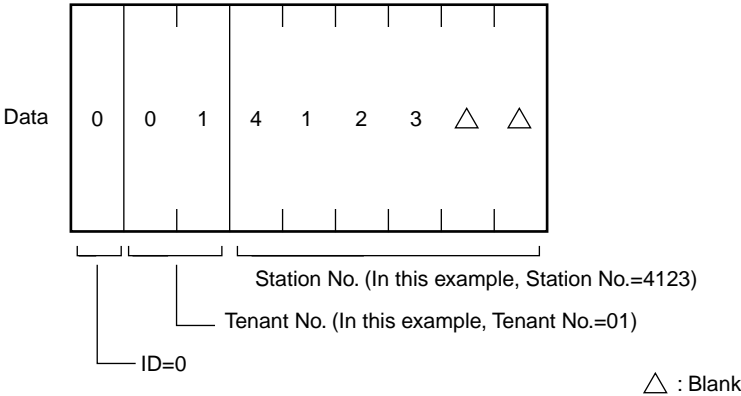 Data 0 0 1 4 1 2 3 △ △
Station No. (In this example, Station No.=4123)
Tenant No. (In this example, Tenant No.=01)
ID=0
△ : Blank